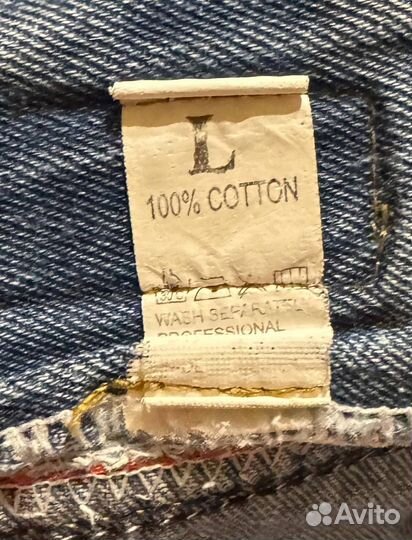 L
100% COTTON
WASH SEPARATELY
PROFESSIONAL
Avito